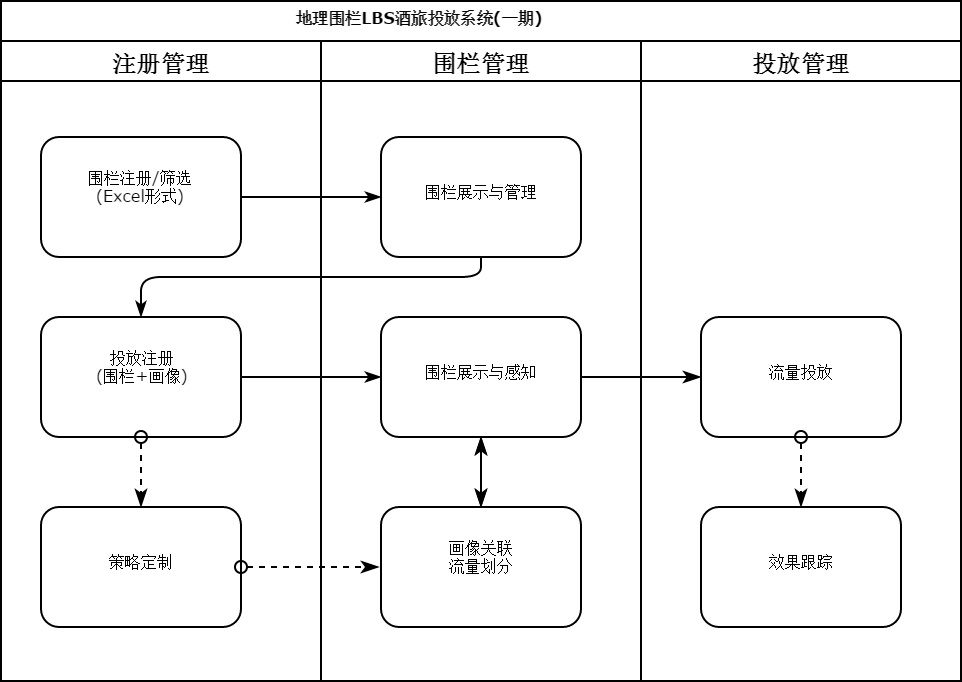 地理围栏LBS酒旅投放系统(一期)
注册管理
围栏管理
投放管理
围栏注册/筛选
(Excel形式)
围栏展示与管理
投放注册
(围栏+画像)
围栏展示与感知
流量投放
策略定制
画像关联
流量划分
效果跟踪